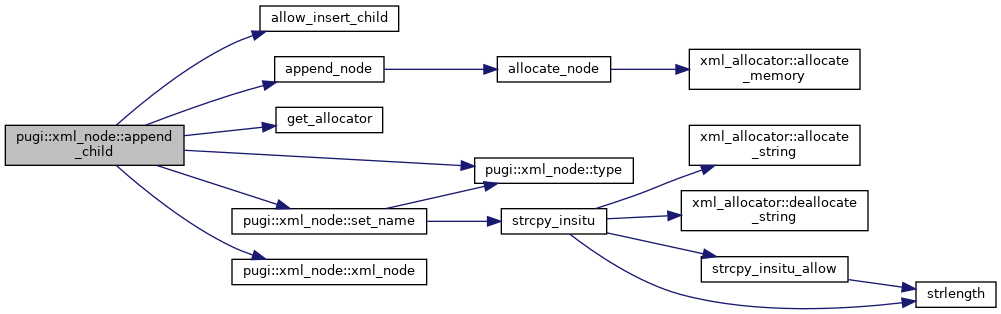 allow_insert_child
append_node
allocate_node
xml_allocator::allocate
_memory
get_allocator
pugi::xml_node::append
_child
xml_allocator::allocate
_string
pugi::xml_node::type
xml_allocator::deallocate
_string
pugi::xml_node::set_name
strcpy_insitu
pugi::xml_node::xml_node
strcpy_insitu_allow
strlength